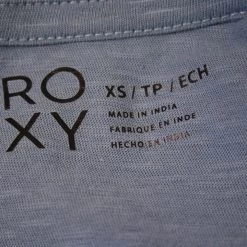 RO
XY
XS / TP / ECH
MADE IN INDIA
FABRIQUE EN INDE
HECHO EN INDIA